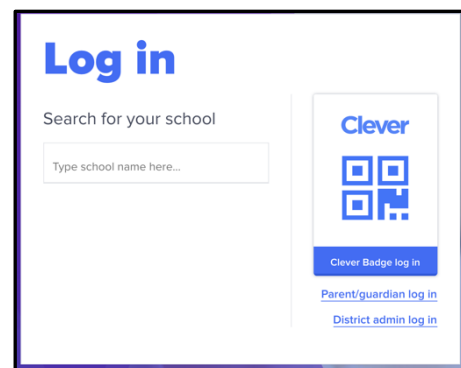 Log in
Search for your school
Type school name here...
Clever
Clever Badge log in
Parent/guardian log in
District admin log in